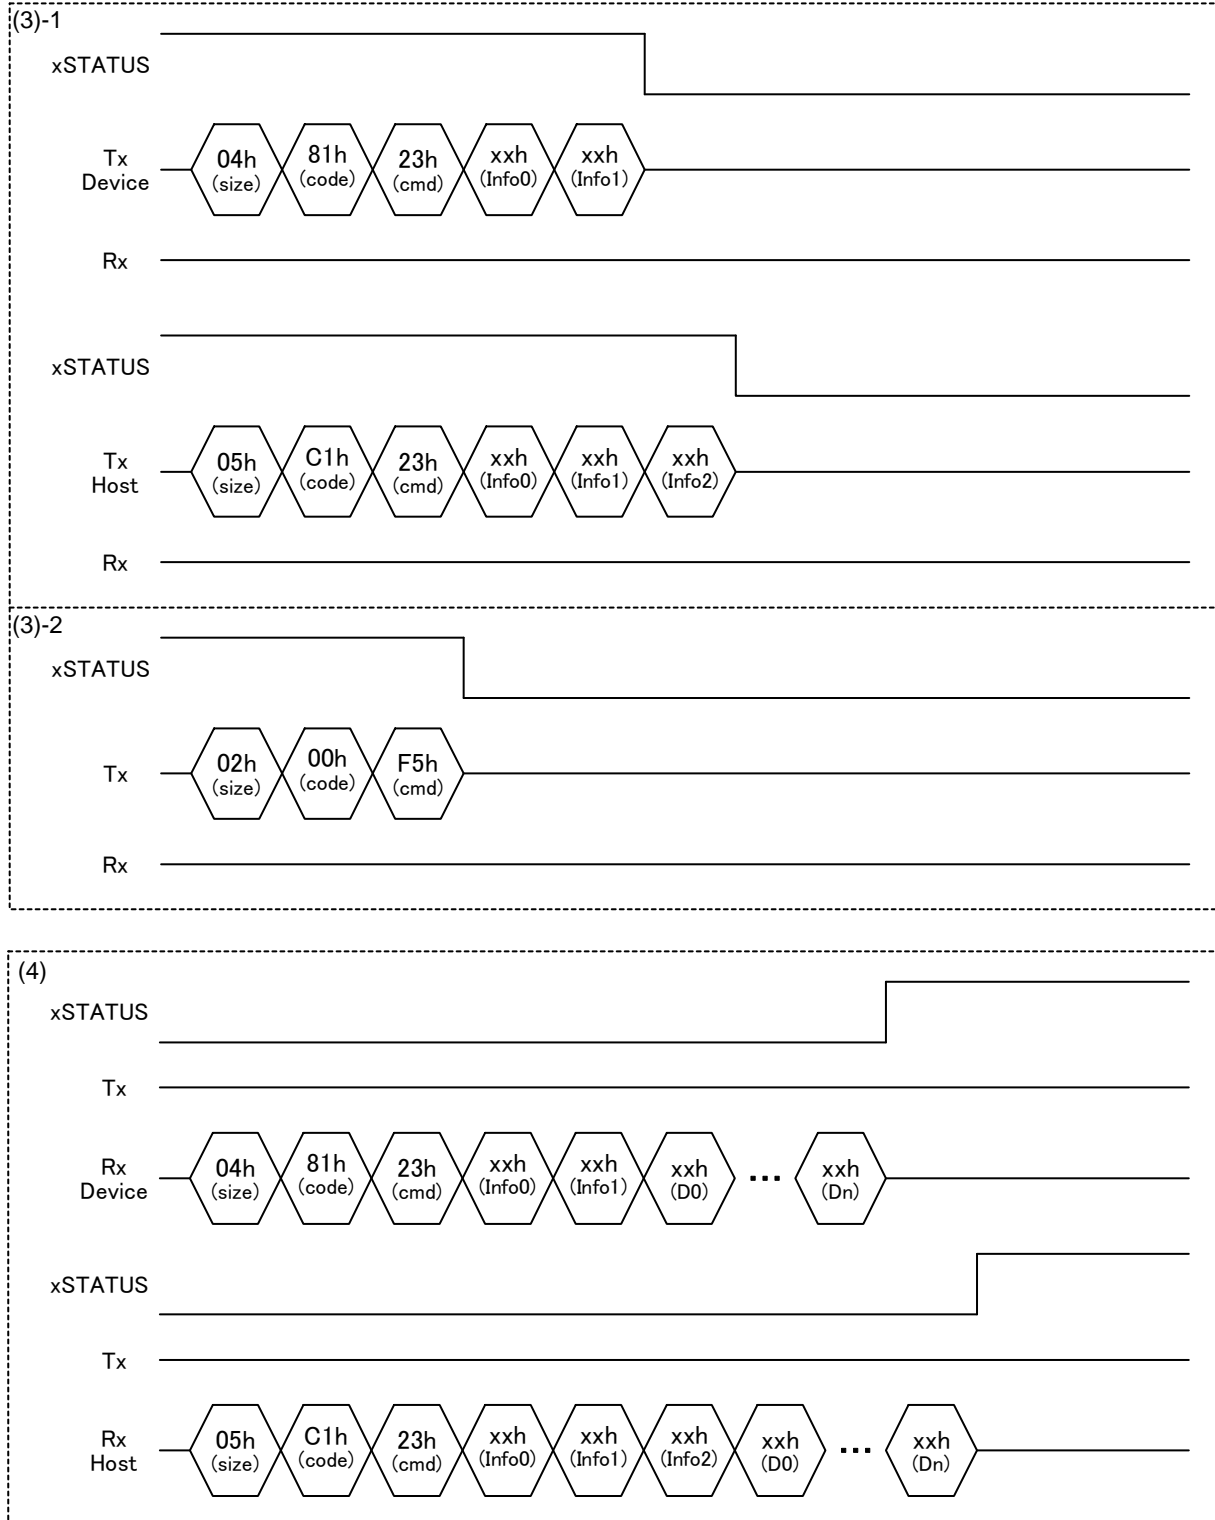 (3)-1
xSTATUS
Tx
Device
04h
(size)
81h
(code)
23h
(cmd)
xxh
(Info0)
xxh
(Info1)
Rx
xSTATUS
Tx
Host
05h
(size)
C1h
(code)
23h
(cmd)
xxh
(Info0)
xxh
(Info1)
xxh
(Info2)
Rx
(3)-2
xSTATUS
Tx
02h
(size)
00h
(code)
F5h
(cmd)
Rx
(4)
xSTATUS
Tx
Rx
Device
04h
(size)
81h
(code)
23h
(cmd)
xxh
(Info0)
xxh
(Info1)
xxh
(D0)
...
xxh
(Dn)
xSTATUS
Tx
Rx
Host
05h
(size)
C1h
(code)
23h
(cmd)
xxh
(Info0)
xxh
(Info1)
xxh
(Info2)
xxh
(D0)
...
xxh
(Dn)